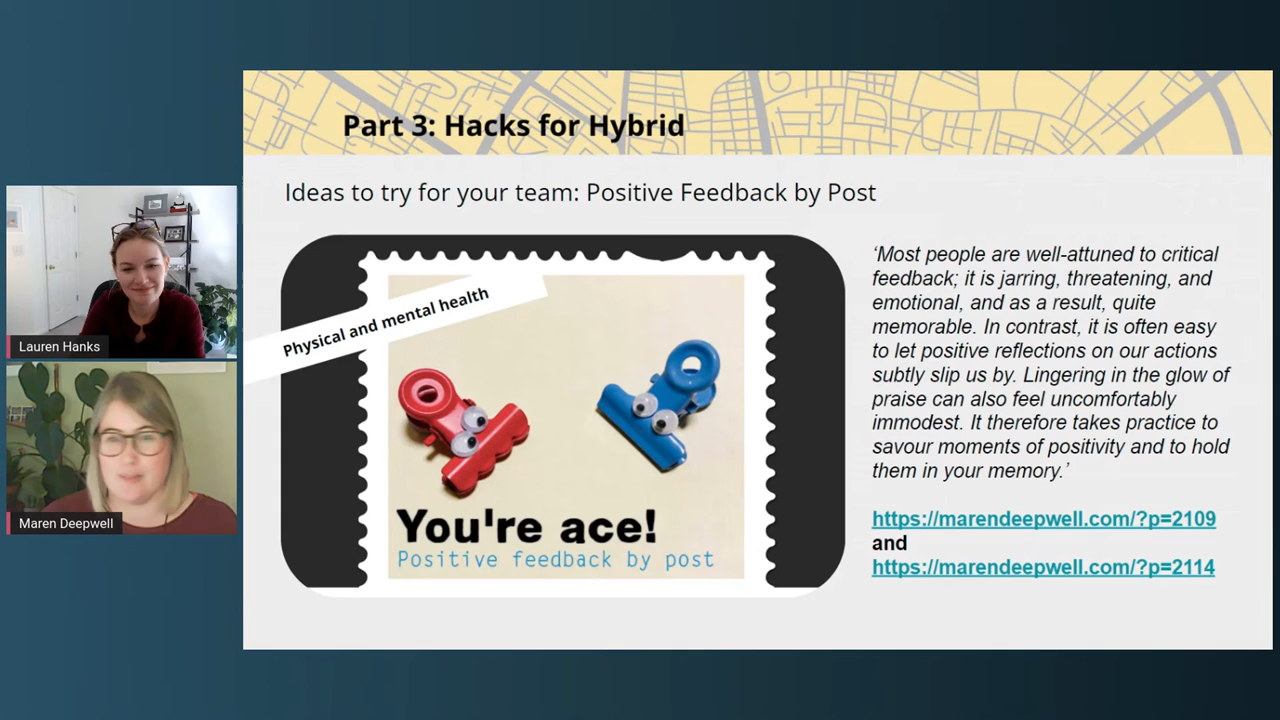 Part 3: Hacks for Hybrid
Ideas to try for your team: Positive Feedback by Post
Physical and mental health
You're ace!
Positive feedback by post
‘Most people are well-attuned to critical
feedback; it is jarring, threatening, and
emotional, and as a result, quite
memorable. In contrast, it is often easy
to let positive reflections on our actions
subtly slip us by. Lingering in the glow of
praise can also feel uncomfortably
immodest. It therefore takes practice to
savour moments of positivity and to hold
them in your memory.’
https://marendeepwell.com/?p=2109
and
https://marendeepwell.com/?p=2114
Lauren Hanks
Maren Deepwell